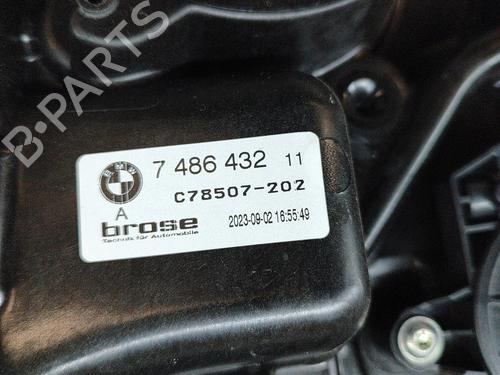 B-PARTS
BMW
7 486 432 11
C78507-202
A
brose
Technik für Automobile
2023-09-02 16:55:49